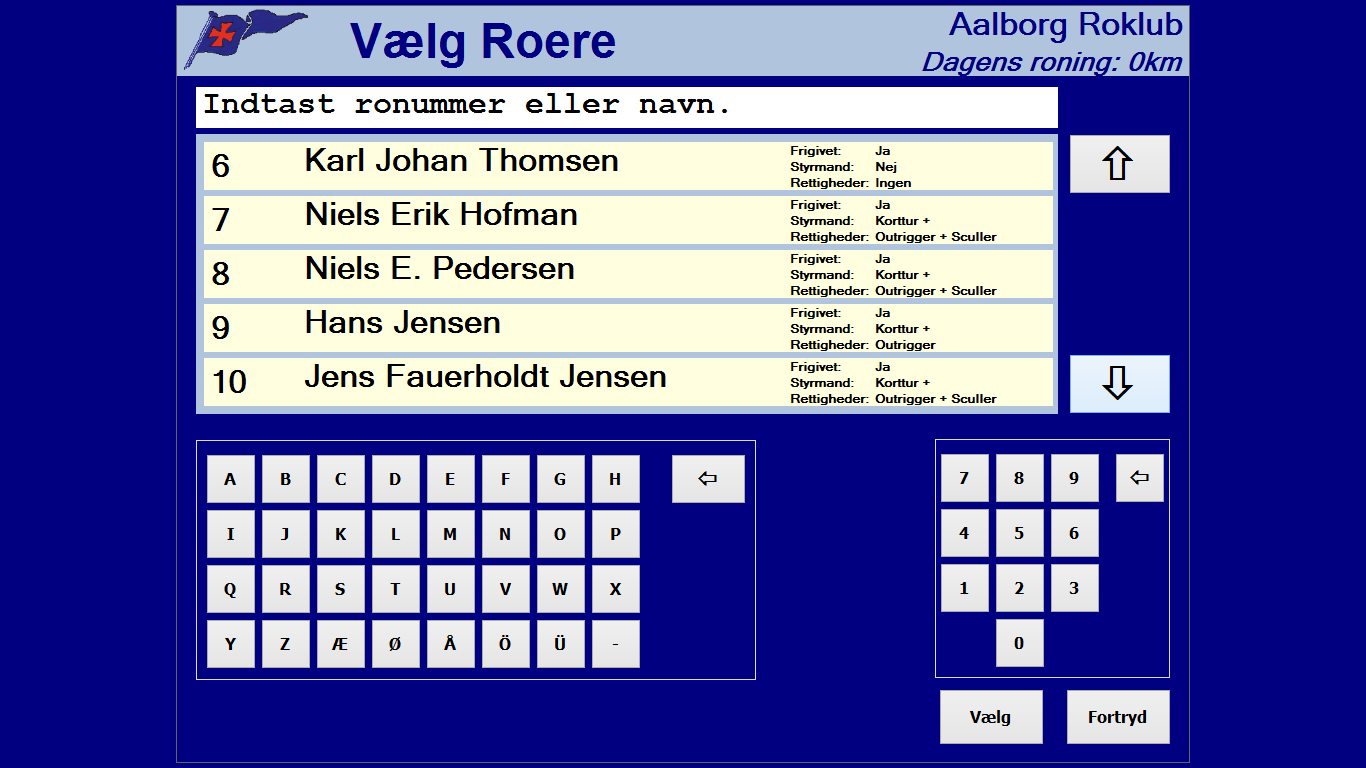 Vælg Roere
Aalborg Roklub
Dagens roning: 0km
Indtast ronummer eller navn.
6 Karl Johan Thomsen Frigivet: Ja
Styrmand: Nej
Rettigheder: Ingen
7 Niels Erik Hofman Frigivet: Ja
Styrmand: Korttur +
Rettigheder: Outrigger + Sculler
8 Niels E. Pedersen Frigivet: Ja
Styrmand: Korttur +
Rettigheder: Outrigger + Sculler
9 Hans Jensen Frigivet: Ja
Styrmand: Korttur +
Rettigheder: Outrigger
10 Jens Fauerholdt Jensen Frigivet: Ja
Styrmand: Korttur +
Rettigheder: Outrigger + Sculler
A B C D E F G H
I J K L M N O P
Q R S T U V W X
Y Z Æ Ø Å Ö Ü -
7 8 9
4 5 6
1 2 3
0
Vælg Fortryd